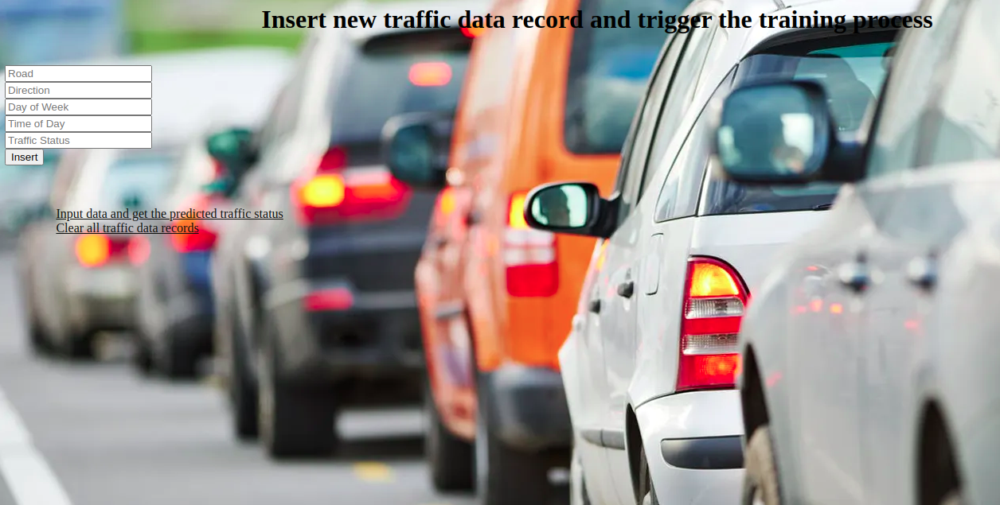 Insert new traffic data record and trigger the training process
Road
Direction
Day of Week
Time of Day
Traffic Status
Insert
Input data and get the predicted traffic status
Clear all traffic data records